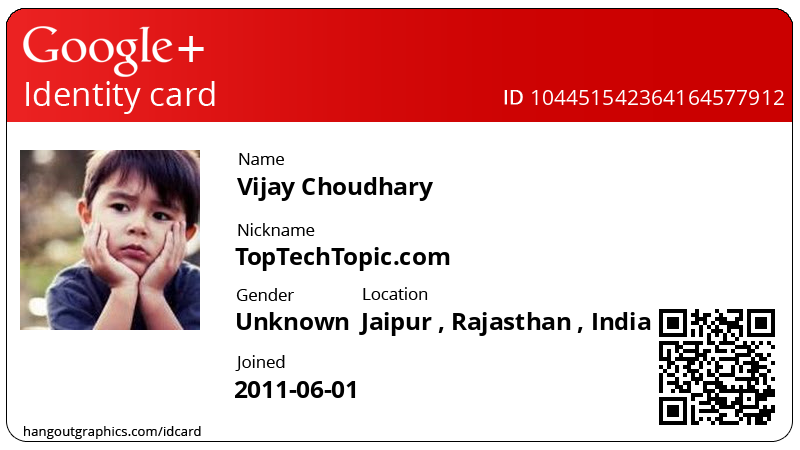 Google+
Identity card
ID 104451542364164577912
Name
Vijay Choudhary
Nickname
TopTechTopic.com
Gender Location
Unknown Jaipur , Rajasthan , India
Joined
2011-06-01
hangoutgraphics.com/idcard